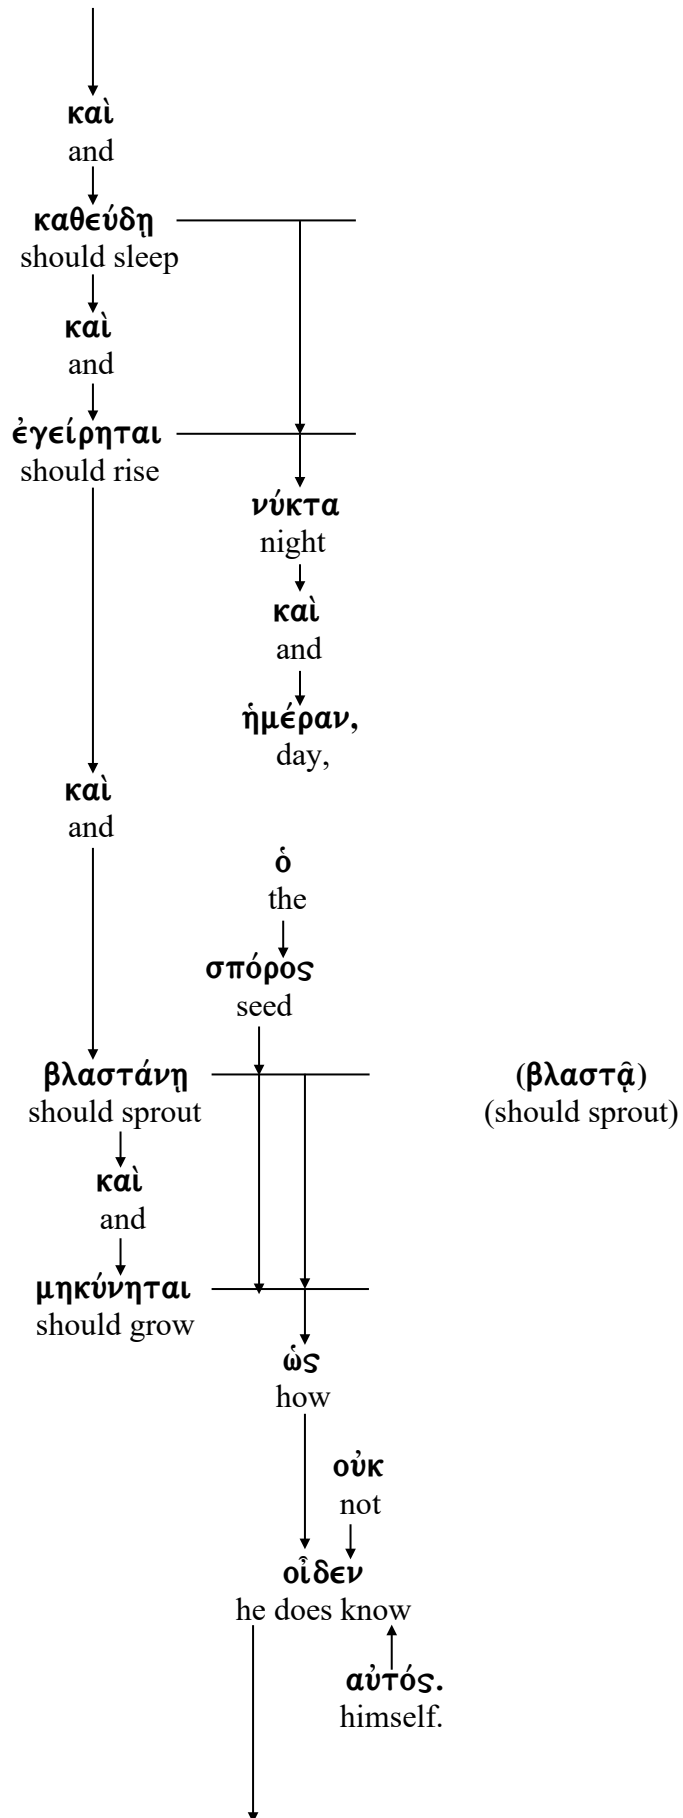 καὶ
and
καθεύδῃ
should sleep
καὶ
and
ἐγείρηται
should rise
νύκτα
night
καὶ
and
ἡμέραν,
day,
καὶ
and
ὁ
the
σπόρος
seed
βλαστάνῃ (βλαστᾷ)
should sprout (should sprout)
καὶ
and
μηκύνηται
should grow
ὡς
how
οὐκ
not
οἶδεν
he does know
αὐτός.
himself.